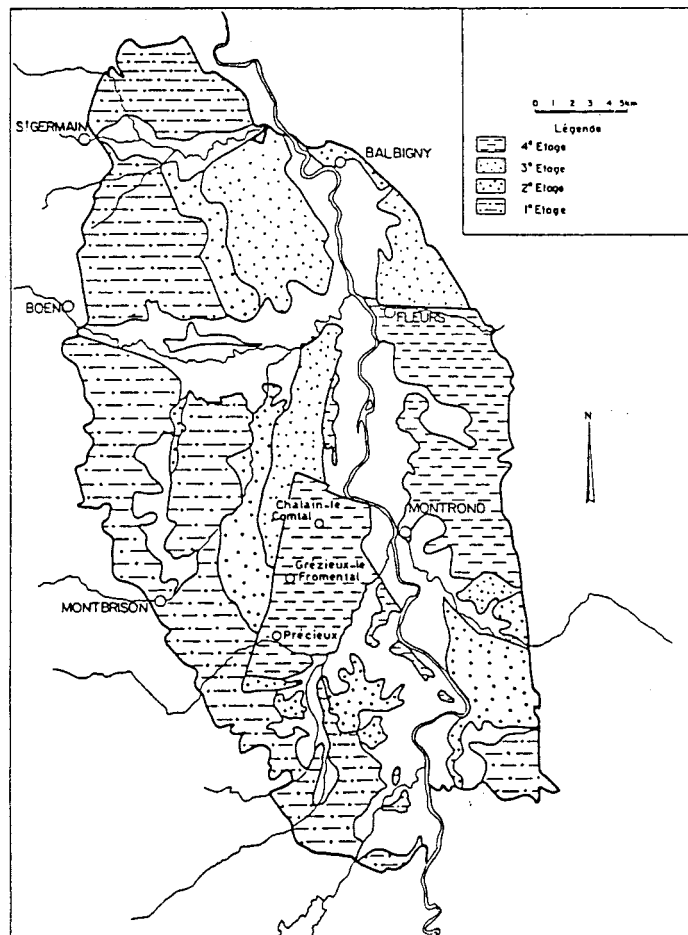 0 1 2 3 4 5km
Légende
4e Etage
3e Etage
2e Etage
1e Etage
St GERMAIN
BALBIGNY
BOEN
FLEURS
N
Chalain-le
Comtal
MONTROND
Grézieux-le
Fromental
MONTBRISON
Précieux